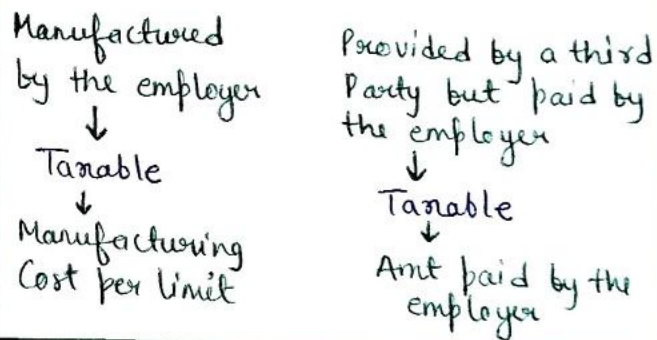 Manufactured
by the employer
↓
Taxable
↓
Manufacturing
Cost per limit
Provided by a third
Party but paid by
the employer
↓
Taxable
↓
Amt paid by the
employer